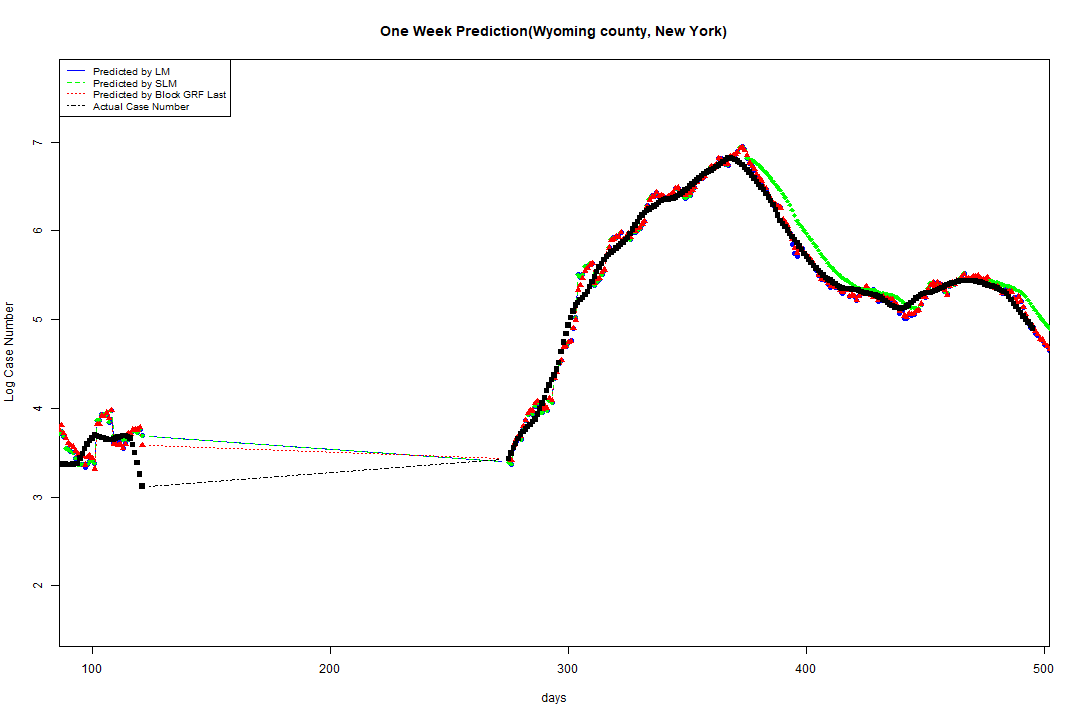 One Week Prediction(Wyoming county, New York)
Predicted by LM
Predicted by SLM
Predicted by Block GRF Last
Actual Case Number
7
6
5
4
3
2
Log Case Number
100 200 300 400 500
days